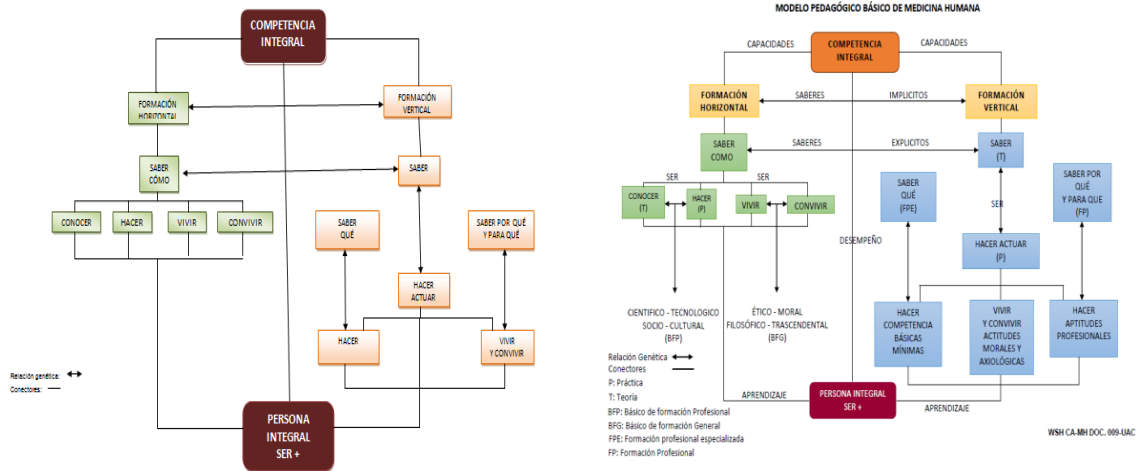 COMPETENCIA
INTEGRAL
FORMACIÓN
HORIZONTAL
FORMACIÓN
VERTICAL
SABER
CÓMO
SABER
CONOCER
HACER
VIVIR
CONVIVIR
SABER
QUÉ
SABER POR QUÉ
Y PARA QUÉ
HACER
ACTUAR
HACER
VIVIR
Y CONVIVIR
Relación genética:
Conectores:
PERSONA
INTEGRAL
SER +
MODELO PEDAGÓGICO BÁSICO DE MEDICINA HUMANA
CAPACIDADES
COMPETENCIA
INTEGRAL
CAPACIDADES
FORMACIÓN
HORIZONTAL
SABERES
IMPLICITOS
FORMACIÓN
VERTICAL
SABER
COMO
SABERES
EXPLICITOS
SABER
(T)
SER
SER
CONOCER
(T)
HACER
(P)
VIVIR
CONVIVIR
SABER
QUÉ
(FPE)
SER
SABER POR
QUÉ
Y PARA QUE
(FP)
DESEMPEÑO
HACER ACTUAR
(P)
CIENTIFICO - TECNOLOGICO
SOCIO - CULTURAL
(BFP)
ÉTICO - MORAL
FILOSÓFICO - TRASCENDENTAL
(BFG)
HACER
COMPETENCIA
BÁSICAS
MÍNIMAS
VIVIR
Y CONVIVIR
ACTITUDES
MORALES Y
AXIOLÓGICAS
HACER
APTITUDES
PROFESIONALES
Relación Genética
Conectores
P: Práctica
T: Teoría
BFP: Básico de formación Profesional
BFG: Básico de formación General
FPE: Formación profesional especializada
FP: Formación Profesional
APRENDIZAJE
PERSONA INTEGRAL
SER +
APRENDIZAJE
WSH CA-MH DOC. 009-UAC